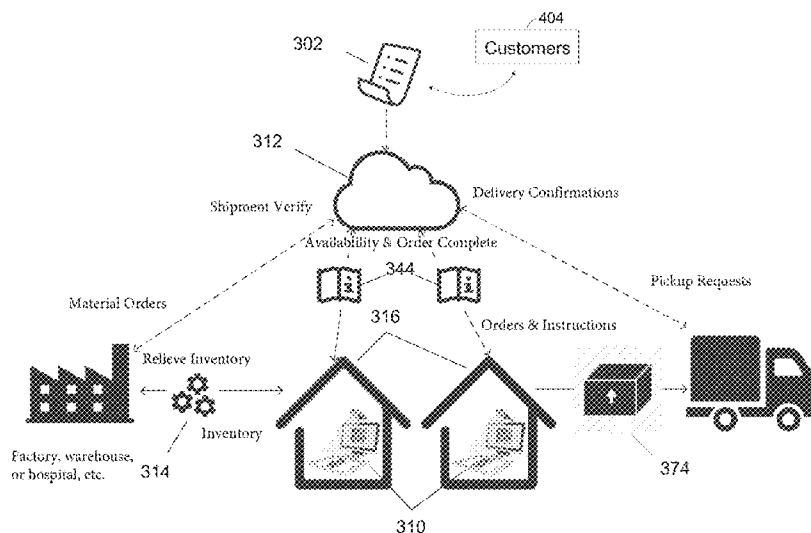 404
302
Customers
312
Delivery Confirmations
Shipment Verify
Availability & Order Complete
344
i
i
Pickup Requests
Material Orders
316
Orders & Instructions
Relieve Inventory
Inventory
Factory, warehouse,
or hospital, etc.
314
374
310